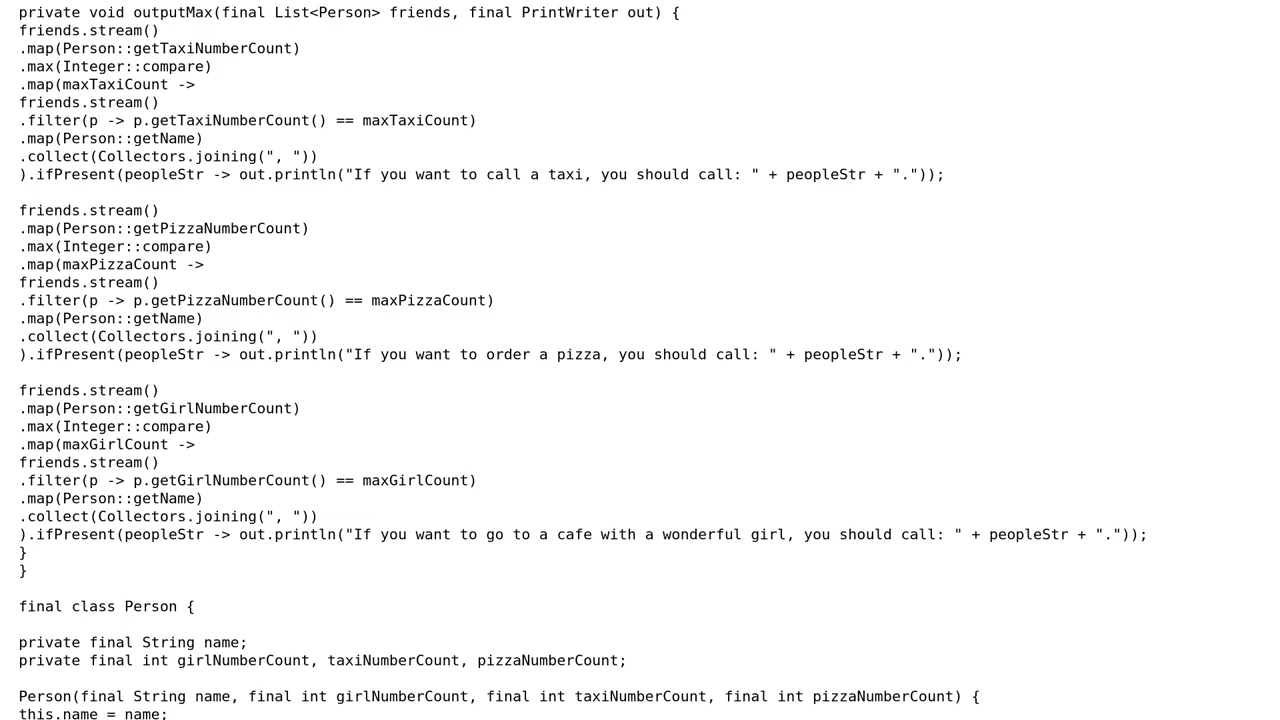 private void outputMax(final List<Person> friends, final PrintWriter out) {
friends.stream()
.map(Person::getTaxiNumberCount)
.max(Integer::compare)
.map(maxTaxiCount ->
friends.stream()
.filter(p -> p.getTaxiNumberCount() == maxTaxiCount)
.map(Person::getName)
.collect(Collectors.joining(", "))
).ifPresent(peopleStr -> out.println("If you want to call a taxi, you should call: " + peopleStr + "."));
friends.stream()
.map(Person::getPizzaNumberCount)
.max(Integer::compare)
.map(maxPizzaCount ->
friends.stream()
.filter(p -> p.getPizzaNumberCount() == maxPizzaCount)
.map(Person::getName)
.collect(Collectors.joining(", "))
).ifPresent(peopleStr -> out.println("If you want to order a pizza, you should call: " + peopleStr + "."));
friends.stream()
.map(Person::getGirlNumberCount)
.max(Integer::compare)
.map(maxGirlCount ->
friends.stream()
.filter(p -> p.getGirlNumberCount() == maxGirlCount)
.map(Person::getName)
.collect(Collectors.joining(", "))
).ifPresent(peopleStr -> out.println("If you want to go to a cafe with a wonderful girl, you should call: " + peopleStr + "."));
}
}
final class Person {
private final String name;
private final int girlNumberCount, taxiNumberCount, pizzaNumberCount;
Person(final String name, final int girlNumberCount, final int taxiNumberCount, final int pizzaNumberCount) {
this.name = name;